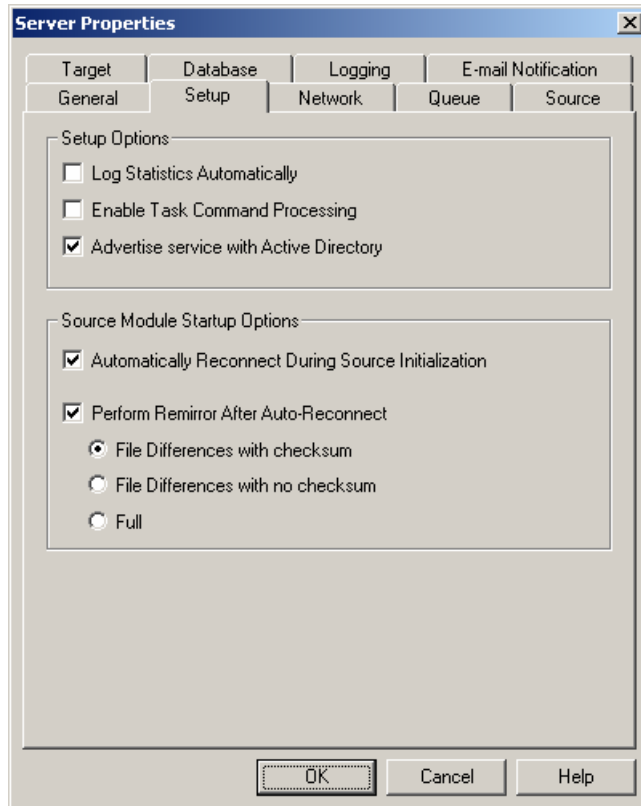 Server Properties
Target Database Logging E-mail Notification
General Setup Network Queue Source
Setup Options
Log Statistics Automatically
Enable Task Command Processing
Advertise service with Active Directory
Source Module Startup Options
Automatically Reconnect During Source Initialization
Perform Remirror After Auto-Reconnect
File Differences with checksum
File Differences with no checksum
Full
OK Cancel Help